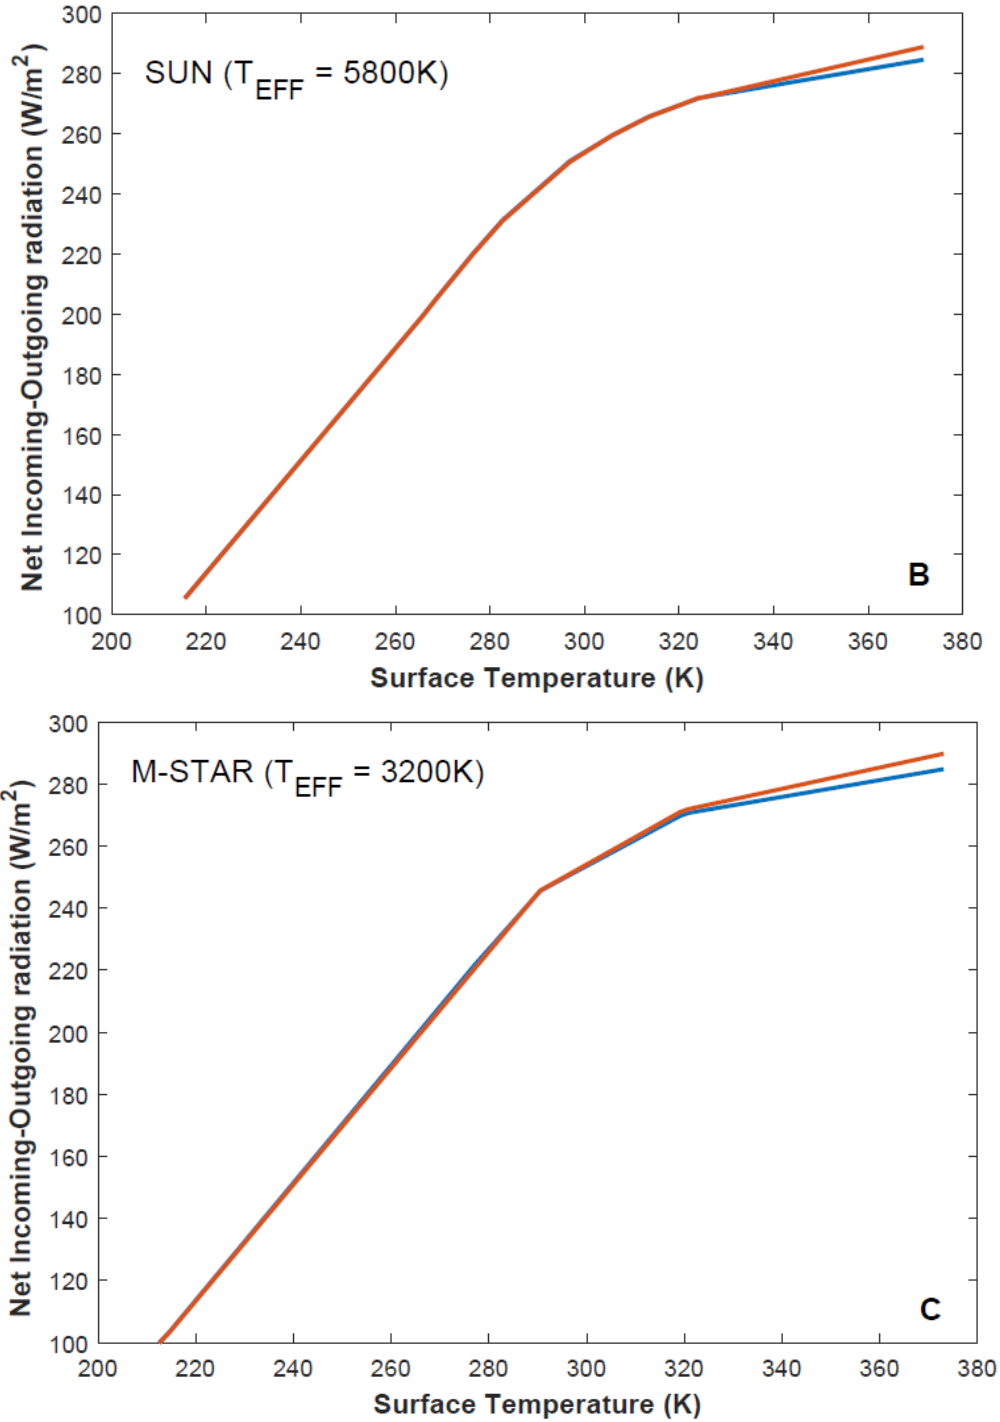 300
280
260
240
220
200
180
160
140
120
100
Net Incoming-Outgoing radiation (W/m²)
SUN (T_EFF = 5800K)
B
200 220 240 260 280 300 320 340 360 380
Surface Temperature (K)
300
280
260
240
220
200
180
160
140
120
100
Net Incoming-Outgoing radiation (W/m²)
M-STAR (T_EFF = 3200K)
C
200 220 240 260 280 300 320 340 360 380
Surface Temperature (K)